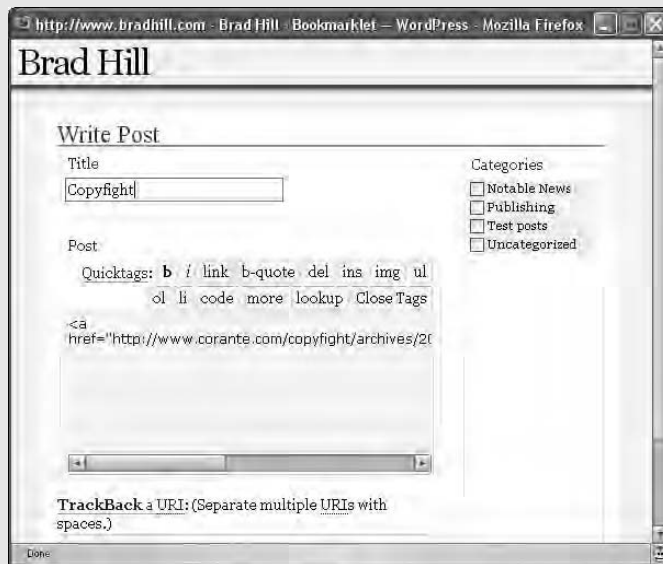 http://www.bradhill.com - Brad Hill - Bookmarklet — WordPress - Mozilla Firefox
Brad Hill
Write Post
Title
Copyfight
Categories
Notable News
Publishing
Test posts
Uncategorized
Post
Quicktags: b i link b-quote del ins img ul
ol li code more lookup Close Tags
<a
href="http://www.corante.com/copyfight/archives/20
TrackBack a URI: (Separate multiple URIs with
spaces.)
Done